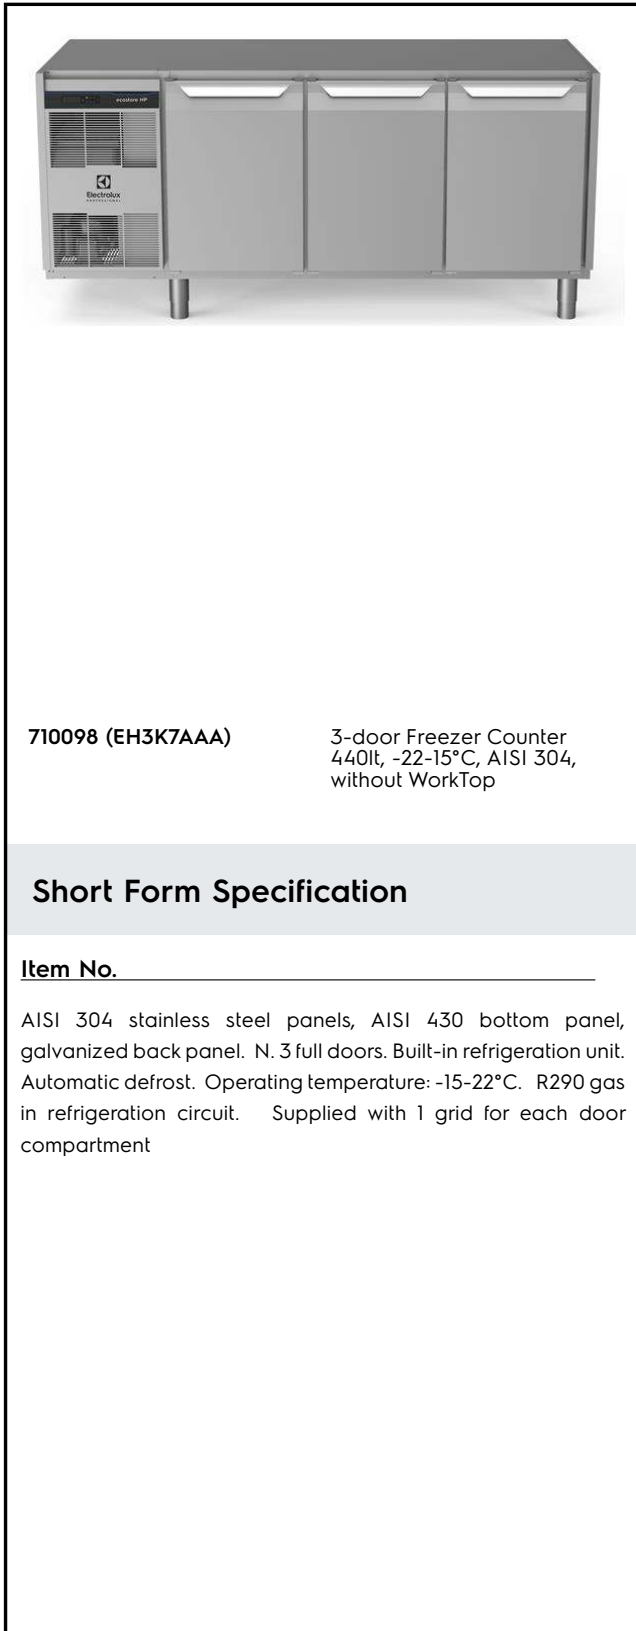 ecostore HP
Electrolux
PROFESSIONAL
710098 (EH3K7AAA)
3-door Freezer Counter
440lt, -22-15°C, AISI 304,
without WorkTop
Short Form Specification
Item No.
AISI 304 stainless steel panels, AISI 430 bottom panel,
galvanized back panel. N. 3 full doors. Built-in refrigeration unit.
Automatic defrost. Operating temperature: -15-22°C. R290 gas
in refrigeration circuit. Supplied with 1 grid for each door
compartment